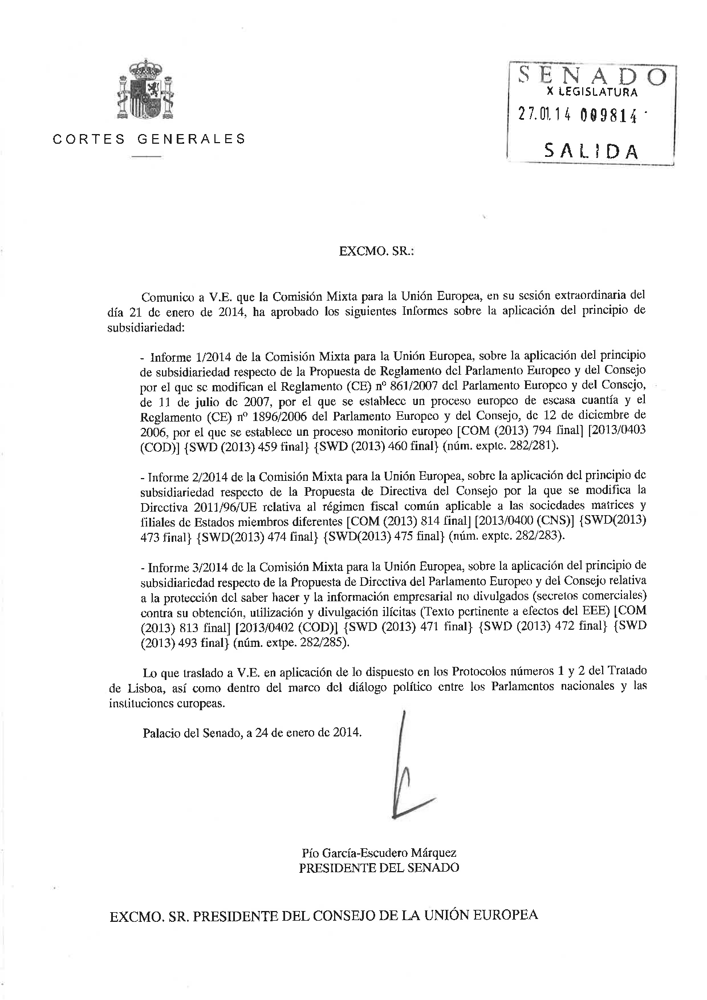 CORTES GENERALES
SENADO
X LEGISLATURA
27.01.14 009814
SALIDA
EXCMO. SR.:
Comunico a V.E. que la Comisión Mixta para la Unión Europea, en su sesión extraordinaria del
día 21 de enero de 2014, ha aprobado los siguientes Informes sobre la aplicación del principio de
subsidiariedad:
- Informe 1/2014 de la Comisión Mixta para la Unión Europea, sobre la aplicación del principio
de subsidiariedad respecto de la Propuesta de Reglamento del Parlamento Europeo y del Consejo
por el que se modifican el Reglamento (CE) nº 861/2007 del Parlamento Europeo y del Consejo,
de 11 de julio de 2007, por el que se establece un proceso europeo de escasa cuantía y el
Reglamento (CE) nº 1896/2006 del Parlamento Europeo y del Consejo, de 12 de diciembre de
2006, por el que se establece un proceso monitorio europeo [COM (2013) 794 final] [2013/0403
(COD)] {SWD (2013) 459 final} {SWD (2013) 460 final} (núm. expte. 282/281).
- Informe 2/2014 de la Comisión Mixta para la Unión Europea, sobre la aplicación del principio de
subsidiariedad respecto de la Propuesta de Directiva del Consejo por la que se modifica la
Directiva 2011/96/UE relativa al régimen fiscal común aplicable a las sociedades matrices y
filiales de Estados miembros diferentes [COM (2013) 814 final] [2013/0400 (CNS)] {SWD(2013)
473 final} {SWD(2013) 474 final} {SWD(2013) 475 final} (núm. expte. 282/283).
- Informe 3/2014 de la Comisión Mixta para la Unión Europea, sobre la aplicación del principio de
subsidiariedad respecto de la Propuesta de Directiva del Parlamento Europeo y del Consejo relativa
a la protección del saber hacer y la información empresarial no divulgados (secretos comerciales)
contra su obtención, utilización y divulgación ilícitas (Texto pertinente a efectos del EEE) [COM
(2013) 813 final] [2013/0402 (COD)] {SWD (2013) 471 final} {SWD (2013) 472 final} {SWD
(2013) 493 final} (núm. extpe. 282/285).
Lo que traslado a V.E. en aplicación de lo dispuesto en los Protocolos números 1 y 2 del Tratado
de Lisboa, así como dentro del marco del diálogo político entre los Parlamentos nacionales y las
instituciones europeas.
Palacio del Senado, a 24 de enero de 2014.
Pío García-Escudero Márquez
PRESIDENTE DEL SENADO
EXCMO. SR. PRESIDENTE DEL CONSEJO DE LA UNIÓN EUROPEA